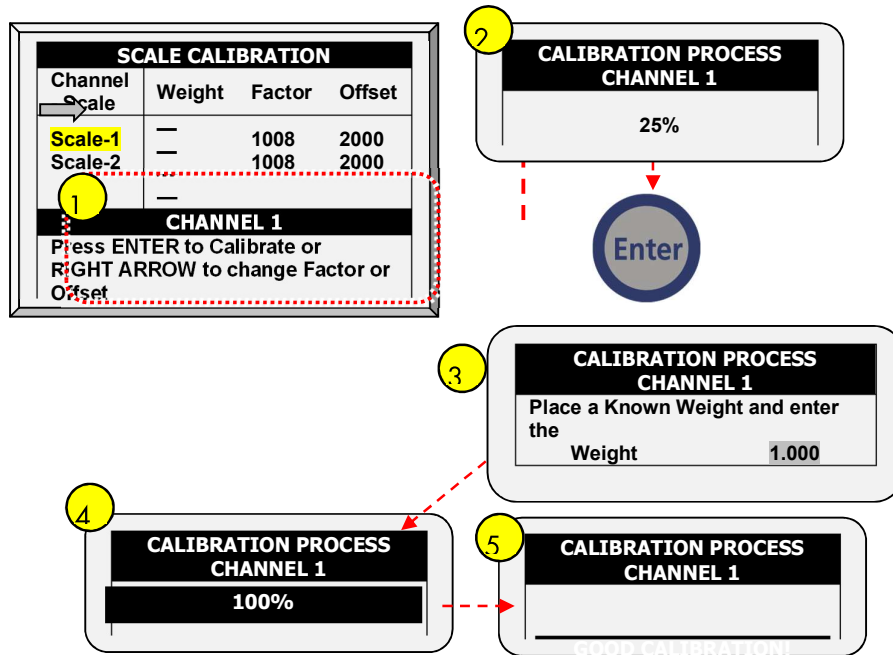 SCALE CALIBRATION
Channel Scale Weight Factor Offset
Scale-1 1008 2000
Scale-2 1008 2000
1
CHANNEL 1
Press ENTER to Calibrate or
RIGHT ARROW to change Factor or
Offset
2
CALIBRATION PROCESS
CHANNEL 1
25%
Enter
3
CALIBRATION PROCESS
CHANNEL 1
Place a Known Weight and enter
the
Weight 1.000
4
CALIBRATION PROCESS
CHANNEL 1
100%
5
CALIBRATION PROCESS
CHANNEL 1
GOOD CALIBRATION!